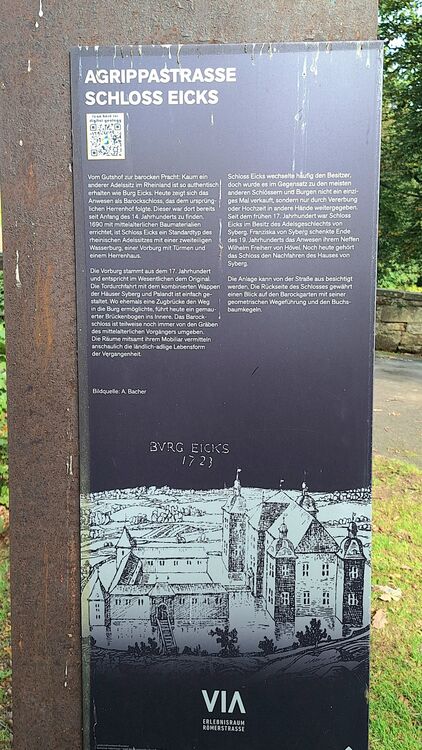 AGRIPPASTRASSE
SCHLOSS EICKS
digital geology
Vom Gutshof zur barocken Pracht: Kaum ein
anderer Adelssitz im Rheinland ist so authentisch
erhalten wie Burg Eicks. Heute zeigt sich das
Anwesen als Barockschloss, das dem ursprüng-
lichen Herrenhof folgte. Dieser war dort bereits
seit Anfang des 14. Jahrhunderts zu finden.
1690 mit mittelalterlichen Baumaterialien
errichtet, ist Schloss Eicks ein Standardtyp des
rheinischen Adelssitzes mit einer zweiteiligen
Wasserburg, einer Vorburg mit Türmen und
einem Herrenhaus.
Die Vorburg stammt aus dem 17. Jahrhundert
und entspricht im Wesentlichen dem Original.
Die Tordurchfahrt mit dem kombinierten Wappen
der Häuser Syberg und Palandt ist einfach ge-
staltet. Wo ehemals eine Zugbrücke den Weg
in die Burg ermöglichte, führt heute ein gemau-
erter Brückenbogen ins Innere. Das Barock-
schloss ist teilweise noch immer von den Gräben
des mittelalterlichen Vorgängers umgeben.
Die Räume mitsamt ihrem Mobiliar vermitteln
anschaulich die ländlich-adlige Lebensform
der Vergangenheit.
Schloss Eicks wechselte häufig den Besitzer,
doch wurde es im Gegensatz zu den meisten
anderen Schlössern und Burgen nicht ein einzi-
ges Mal verkauft, sondern nur durch Vererbung
oder Hochzeit in andere Hände weitergegeben.
Seit dem frühen 17. Jahrhundert war Schloss
Eicks im Besitz des Adelsgeschlechts von
Syberg. Franziska von Syberg schenkte Ende
des 19. Jahrhunderts das Anwesen ihrem Neffen
Wilhelm Freiherr von Hövel. Noch heute gehört
das Schloss den Nachfahren des Hauses von
Syberg.
Die Anlage kann von der Straße aus besichtigt
werden. Die Rückseite des Schlosses gewährt
einen Blick auf den Barockgarten mit seiner
geometrischen Wegeführung und den Buchs-
baumkegeln.
Bildquelle: A. Bacher
BVRG EICKS
1723
VIA
ERLEBNISRAUM
RÖMERSTRASSE